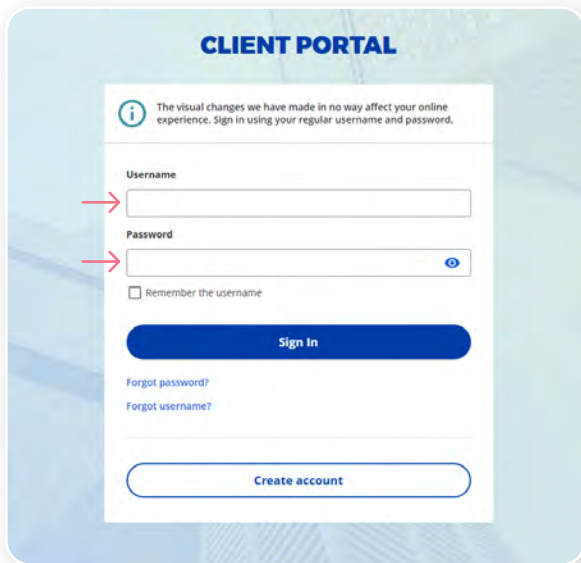 CLIENT PORTAL
The visual changes we have made in no way affect your online
experience. Sign in using your regular username and password.
Username
Password
Remember the username
Sign In
Forgot password?
Forgot username?
Create account